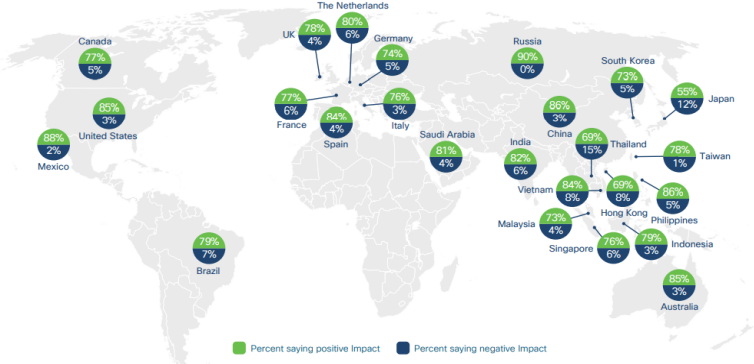 The Netherlands
80%
6%
UK
78%
4%
Germany
74%
5%
Canada
77%
5%
Russia
90%
0%
South Korea
73%
5%
Japan
55%
12%
France
77%
6%
Spain
84%
4%
Italy
76%
3%
United States
85%
3%
Mexico
88%
2%
Saudi Arabia
81%
4%
India
82%
6%
China
86%
3%
Thailand
69%
15%
Taiwan
78%
1%
Vietnam
84%
8%
Hong Kong
69%
8%
Philippines
86%
5%
Malaysia
73%
4%
Singapore
76%
6%
Indonesia
79%
3%
Brazil
79%
7%
Australia
85%
3%
Percent saying positive Impact
Percent saying negative Impact